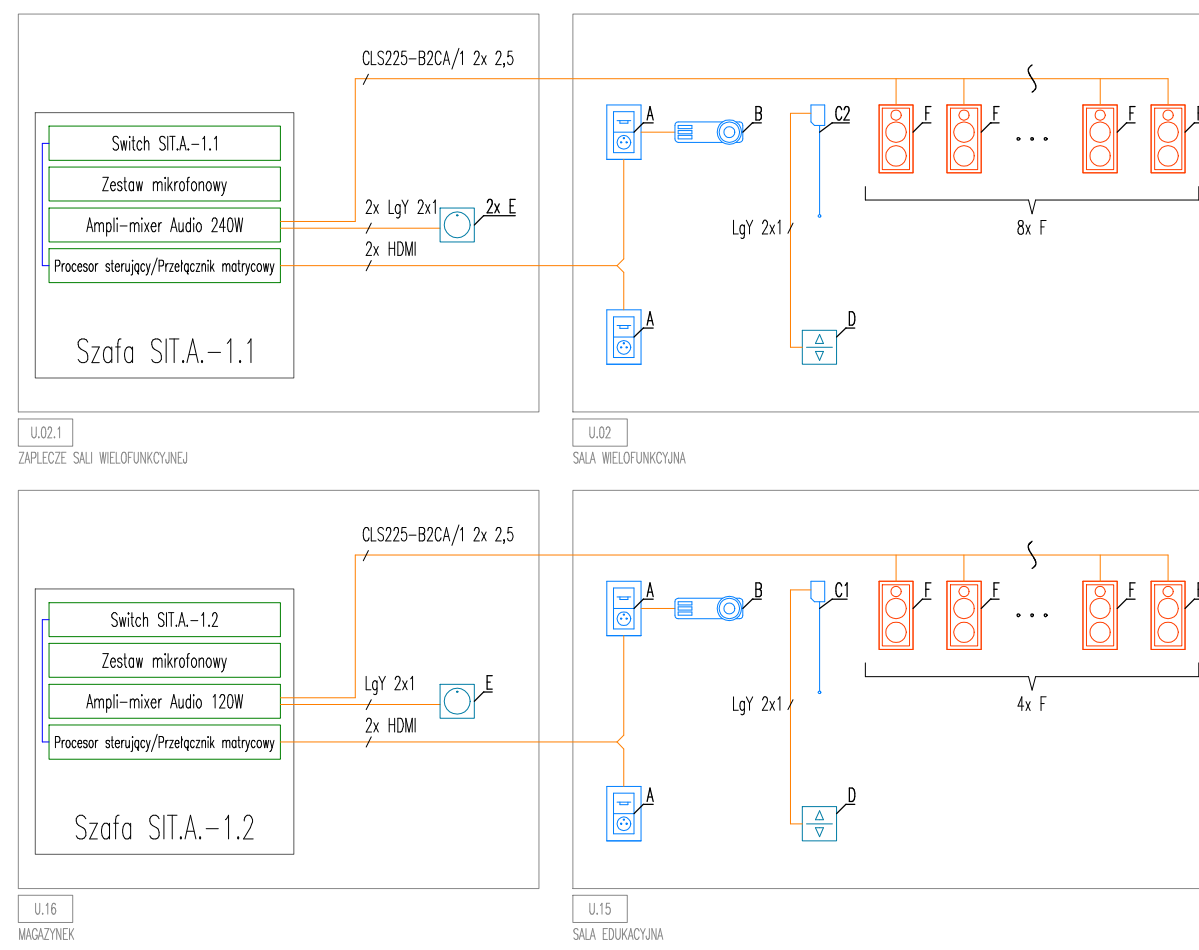 CLS225-B2CA/1 2x 2,5
Switch SIT.A.-1.1
Zestaw mikrofonowy
Ampli-mixer Audio 240W
Procesor sterujący/Przełącznik matrycowy
Szafa SIT.A.-1.1
2x LgY 2x1
2x E
2x HDMI
A
B
C2
F
F
F
F
LgY 2x1
8x F
A
D
U.02.1
ZAPLECZE SALI WIELOFUNKCYJNEJ
U.02
SALA WIELOFUNKCYJNA
CLS225-B2CA/1 2x 2,5
Switch SIT.A.-1.2
Zestaw mikrofonowy
Ampli-mixer Audio 120W
Procesor sterujący/Przełącznik matrycowy
Szafa SIT.A.-1.2
LgY 2x1
E
2x HDMI
A
B
C1
F
F
F
F
LgY 2x1
4x F
A
D
U.16
MAGAZYNEK
U.15
SALA EDUKACYJNA